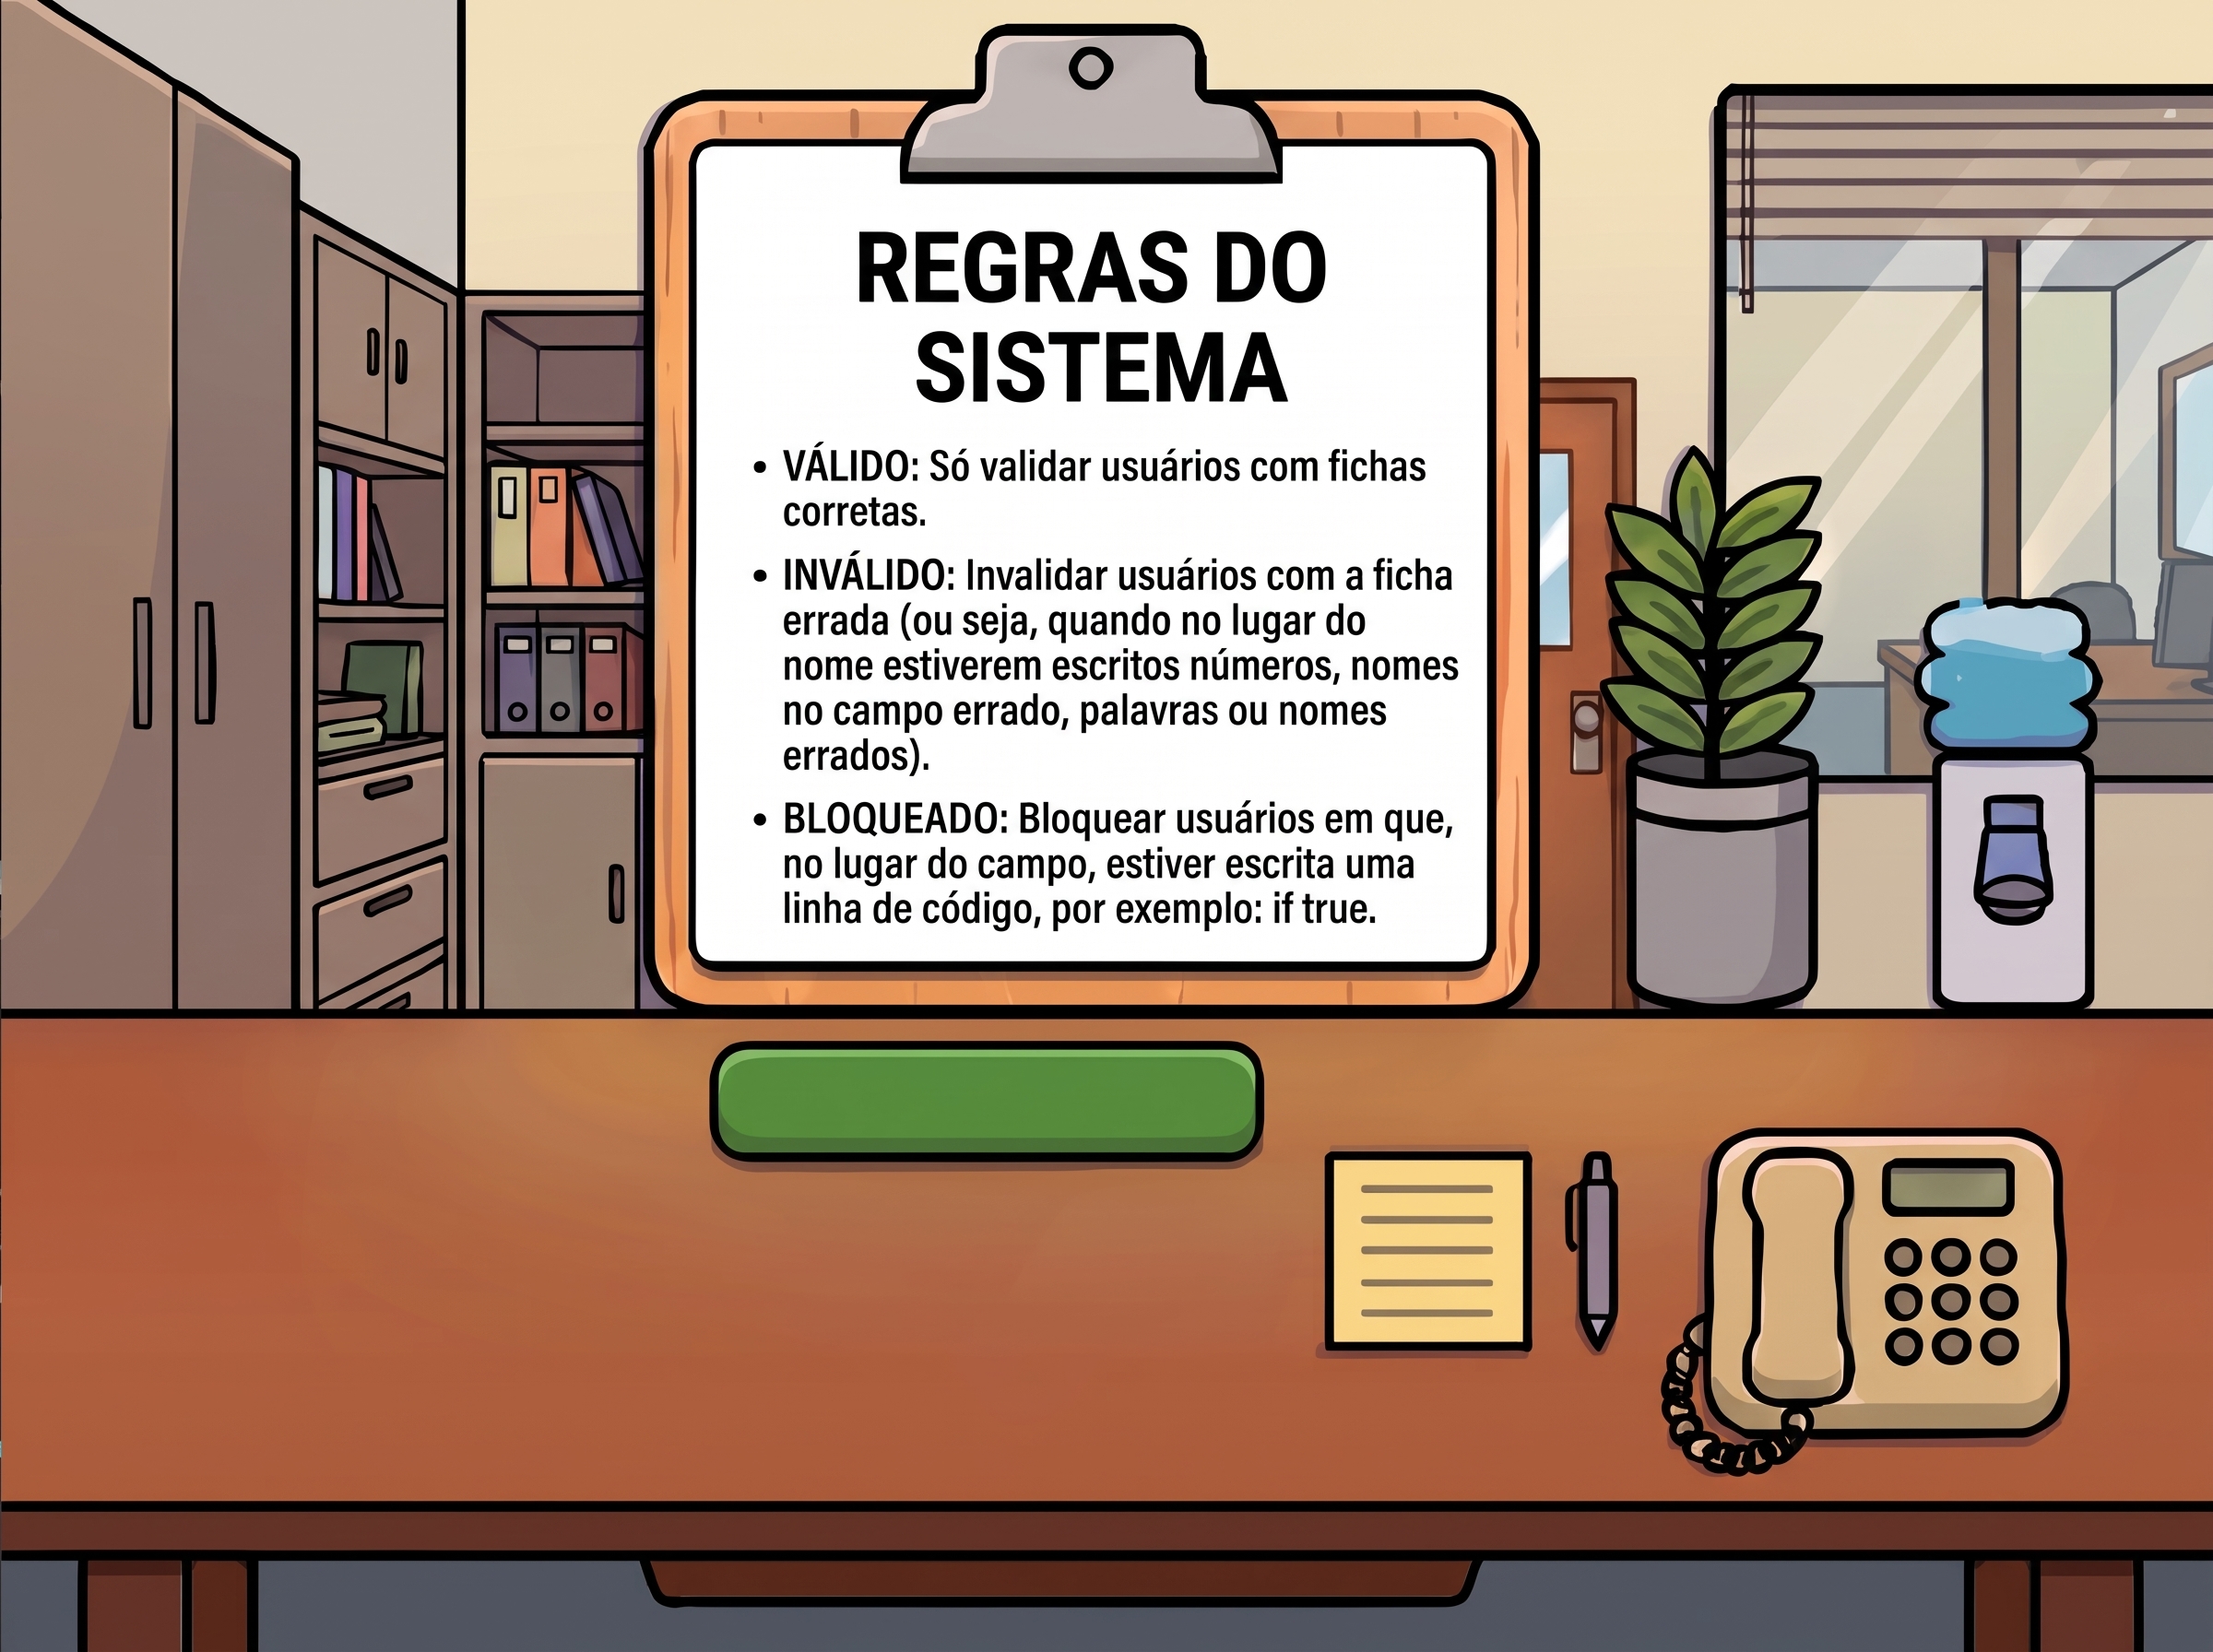 REGRAS DO
SISTEMA
• VÁLIDO: Só validar usuários com fichas
corretas.
• INVÁLIDO: Invalidar usuários com a ficha
errada (ou seja, quando no lugar do
nome estiverem escritos números, nomes
no campo errado, palavras ou nomes
errados).
• BLOQUEADO: Bloquear usuários em que,
no lugar do campo, estiver escrita uma
linha de código, por exemplo: if true.